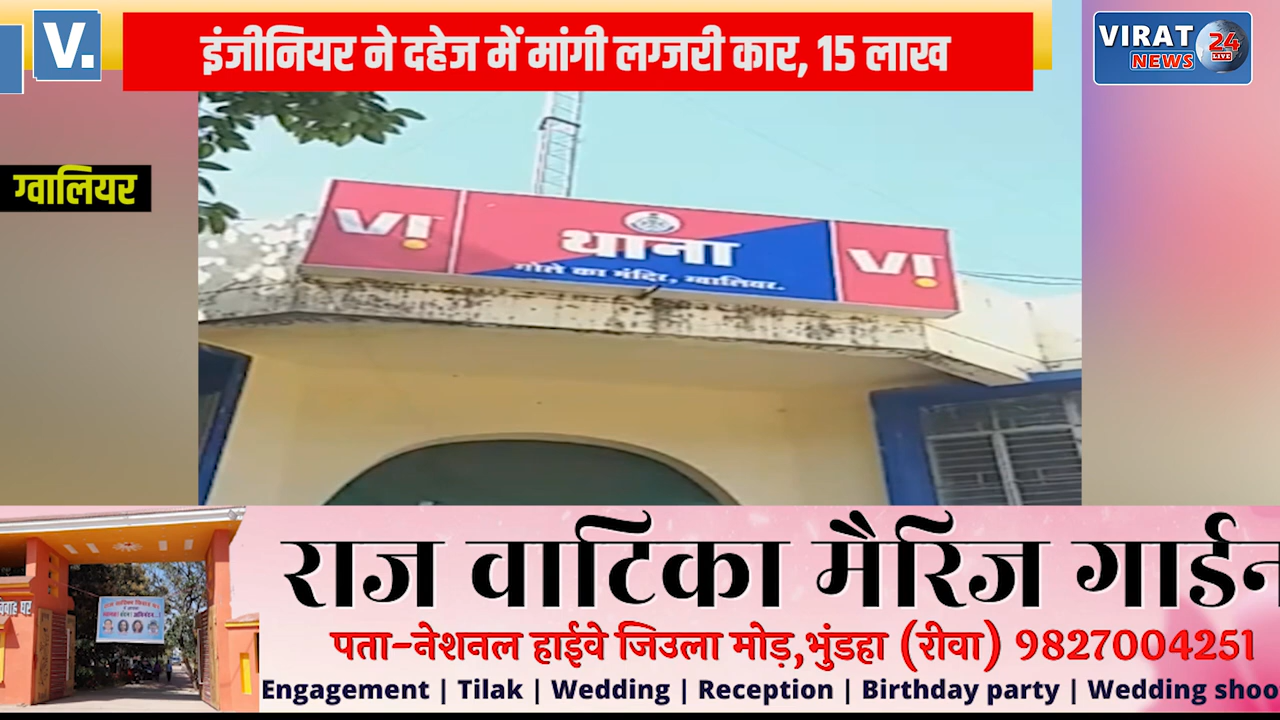 V.
इंजीनियर ने दहेज में मांगी लग्जरी कार, 15 लाख
VIRAT
NEWS
24
LIVE
ग्वालियर
VI
थाना
VI
गोले का मंदिर, ग्वालियर.
राज वाटिका मैरिज गार्डन
पता-नेशनल हाईवे जिउला मोड़,भुंडहा (रीवा) 9827004251
Engagement | Tilak | Wedding | Reception | Birthday party | Wedding shoo